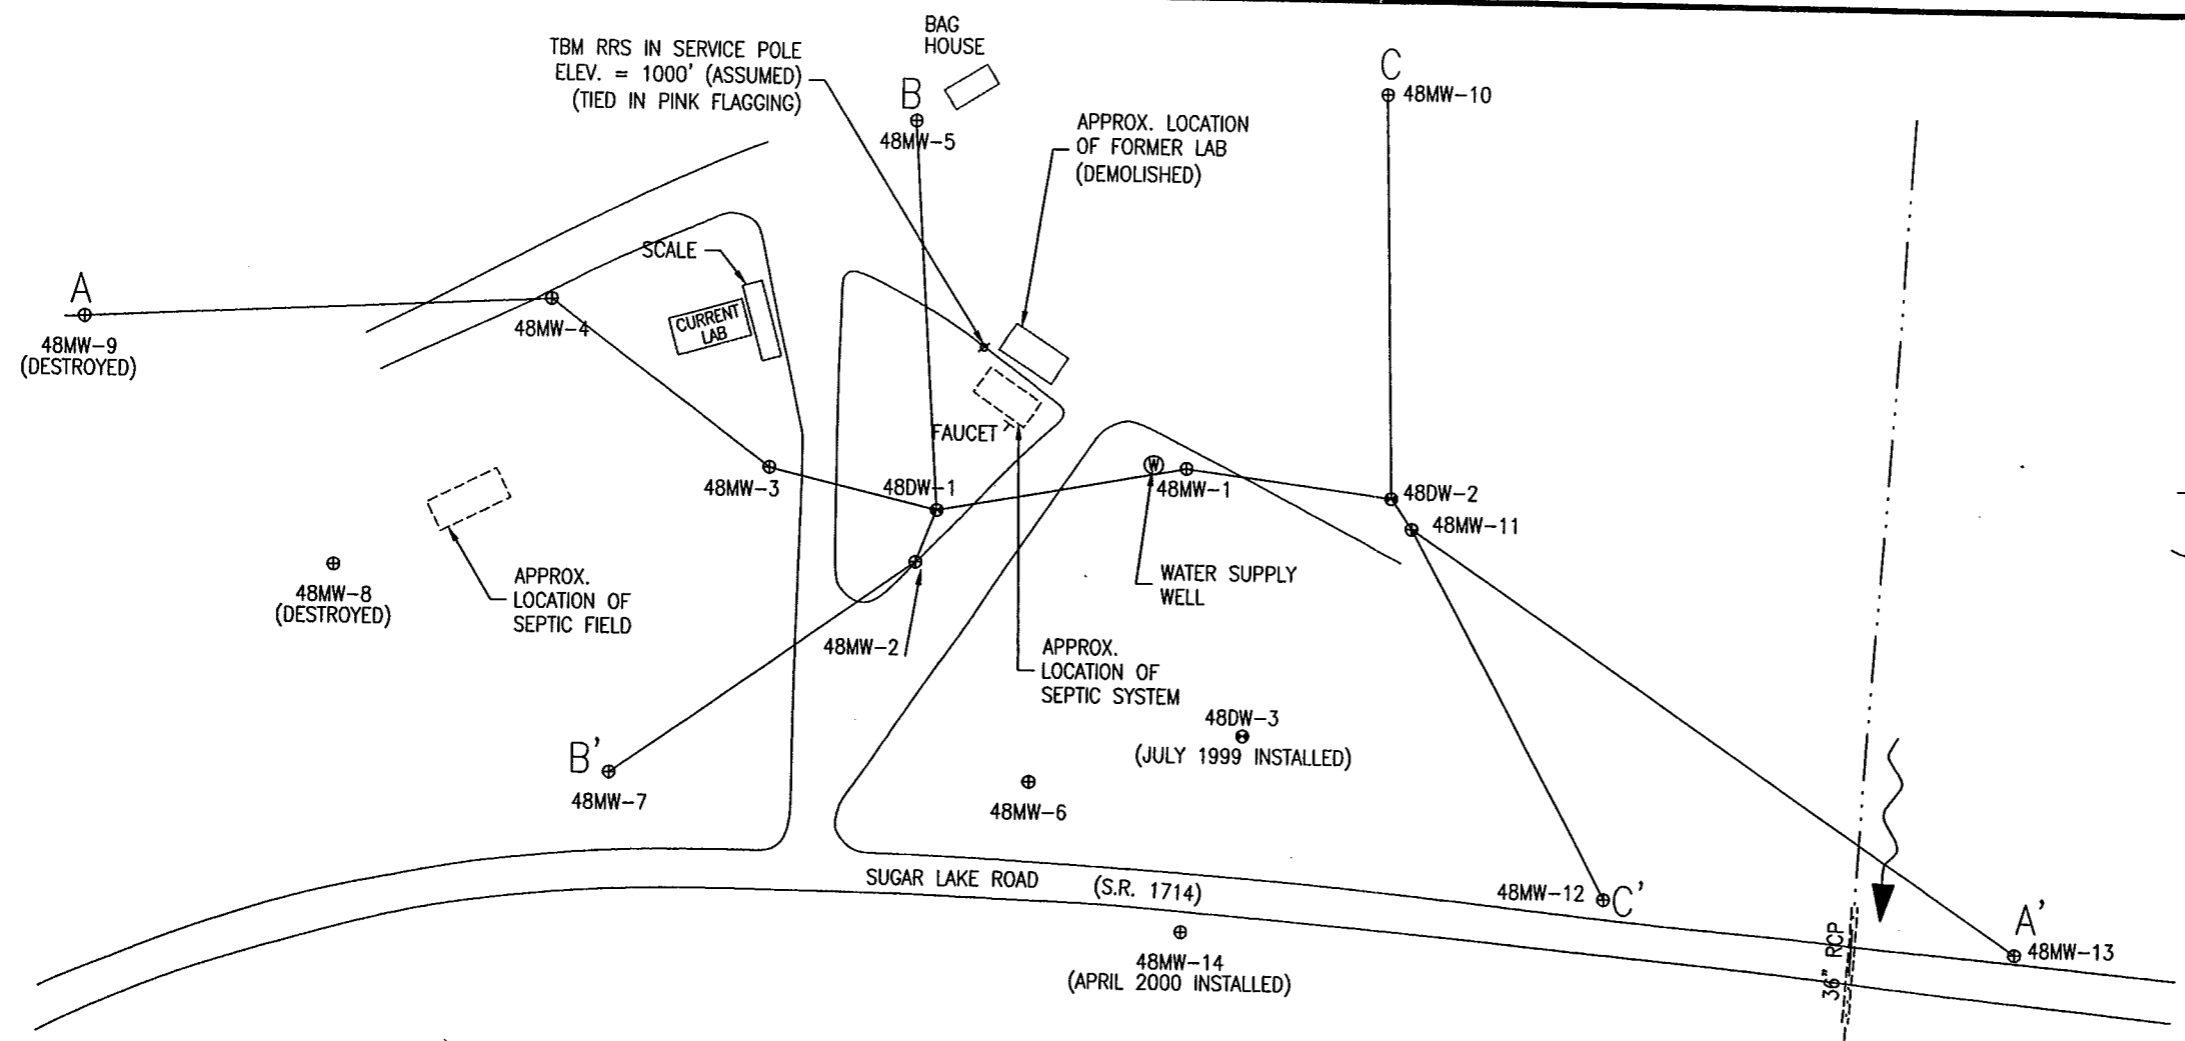 BAG
HOUSE
TBM RRS IN SERVICE POLE
ELEV. = 1000' (ASSUMED)
(TIED IN PINK FLAGGING)
B
48MW-5
C
48MW-10
APPROX. LOCATION
OF FORMER LAB
(DEMOLISHED)
SCALE
A
48MW-9
(DESTROYED)
48MW-4
CURRENT
LAB
FAUCET
48MW-3
48DW-1
48MW-1
48DW-2
48MW-11
48MW-8
(DESTROYED)
APPROX.
LOCATION OF
SEPTIC FIELD
WATER SUPPLY
WELL
W
48MW-2
APPROX.
LOCATION OF
SEPTIC SYSTEM
48DW-3
(JULY 1999 INSTALLED)
B'
48MW-7
48MW-6
SUGAR LAKE ROAD (S.R. 1714)
48MW-12
C'
A'
48MW-13
36" RCP
48MW-14
(APRIL 2000 INSTALLED)